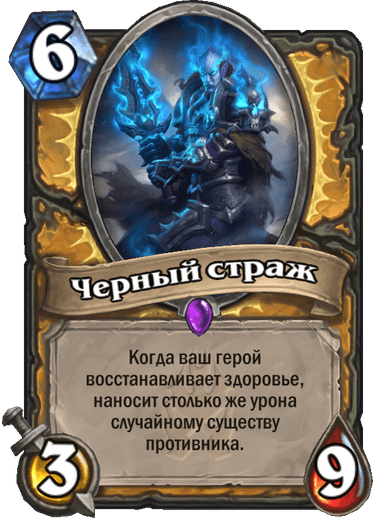 6
Черный страж
Когда ваш герой
восстанавливает здоровье,
наносит столько же урона
случайному существу
противника.
3
9